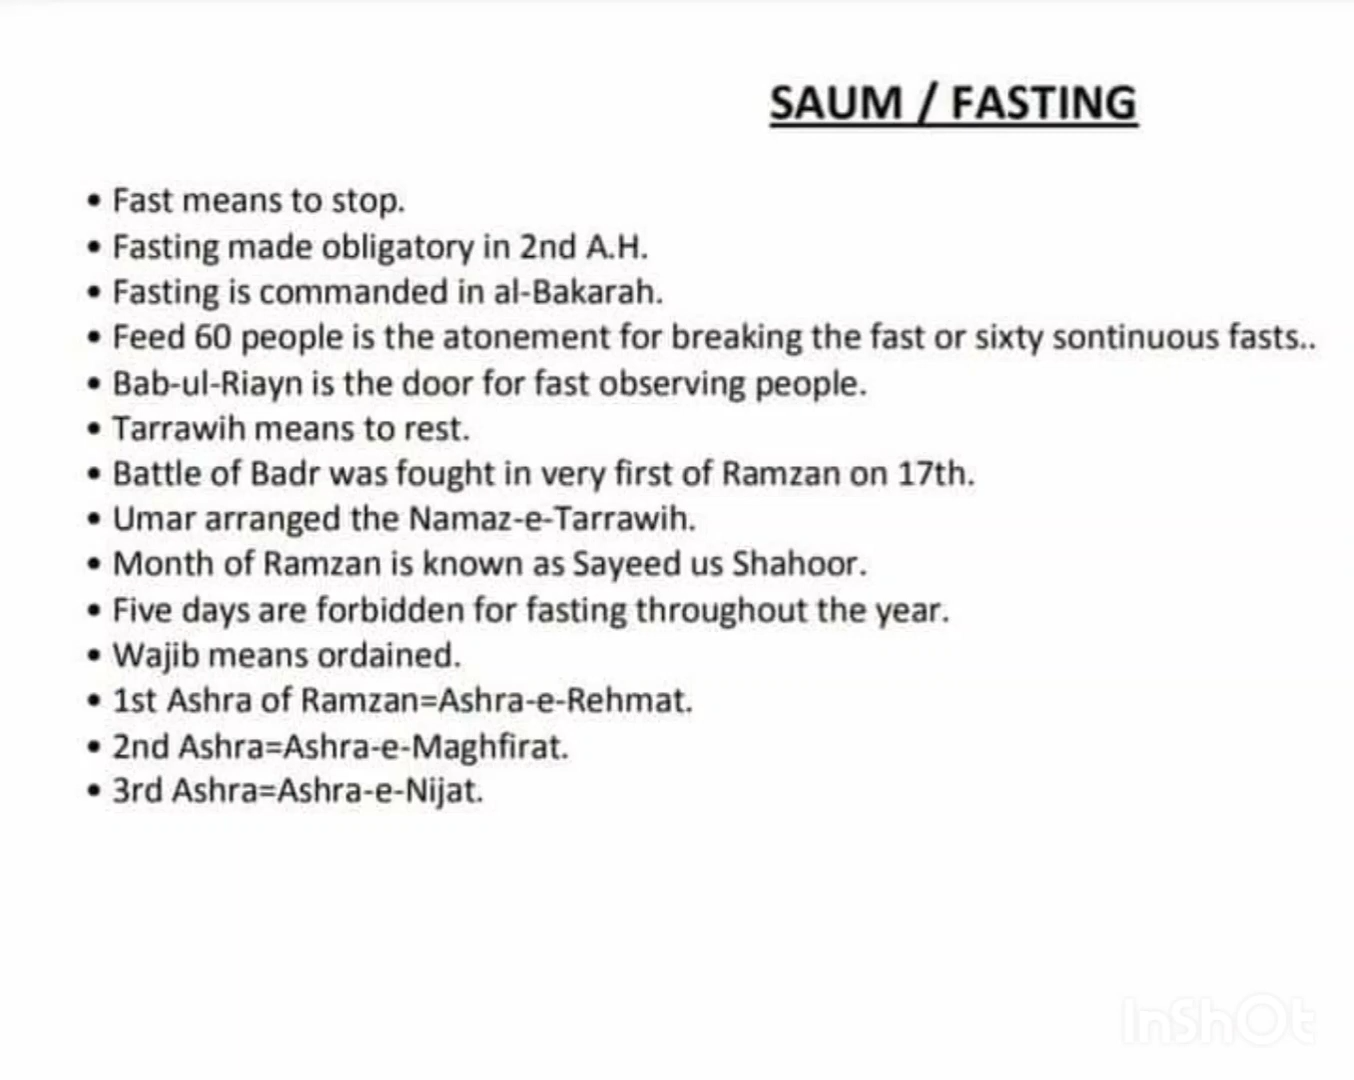 SAUM / FASTING
• Fast means to stop.
• Fasting made obligatory in 2nd A.H.
• Fasting is commanded in al-Bakarah.
• Feed 60 people is the atonement for breaking the fast or sixty sontinuous fasts..
• Bab-ul-Riayn is the door for fast observing people.
• Tarrawih means to rest.
• Battle of Badr was fought in very first of Ramzan on 17th.
• Umar arranged the Namaz-e-Tarrawih.
• Month of Ramzan is known as Sayeed us Shahoor.
• Five days are forbidden for fasting throughout the year.
• Wajib means ordained.
• 1st Ashra of Ramzan=Ashra-e-Rehmat.
• 2nd Ashra=Ashra-e-Maghfirat.
• 3rd Ashra=Ashra-e-Nijat.
InShOt